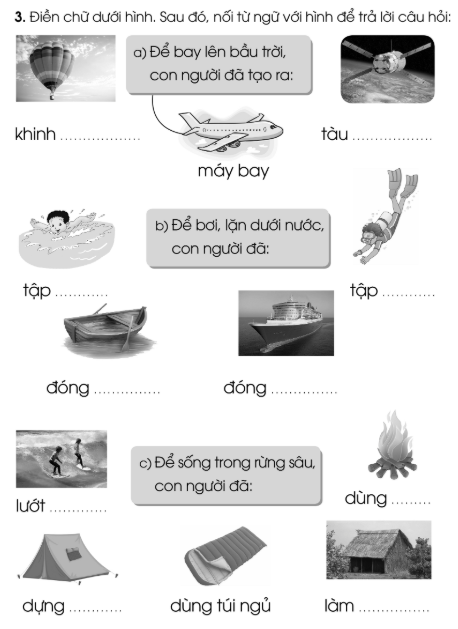 3. Điền chữ dưới hình. Sau đó, nối từ ngữ với hình để trả lời câu hỏi:
a) Để bay lên bầu trời,
con người đã tạo ra:
khinh ..................
tàu ..................
máy bay
b) Để bơi, lặn dưới nước,
con người đã:
tập ............
tập ............
đóng ...............
đóng ...............
c) Để sống trong rừng sâu,
con người đã:
lướt .............
dùng .........
dựng ............
dùng túi ngủ
làm ............